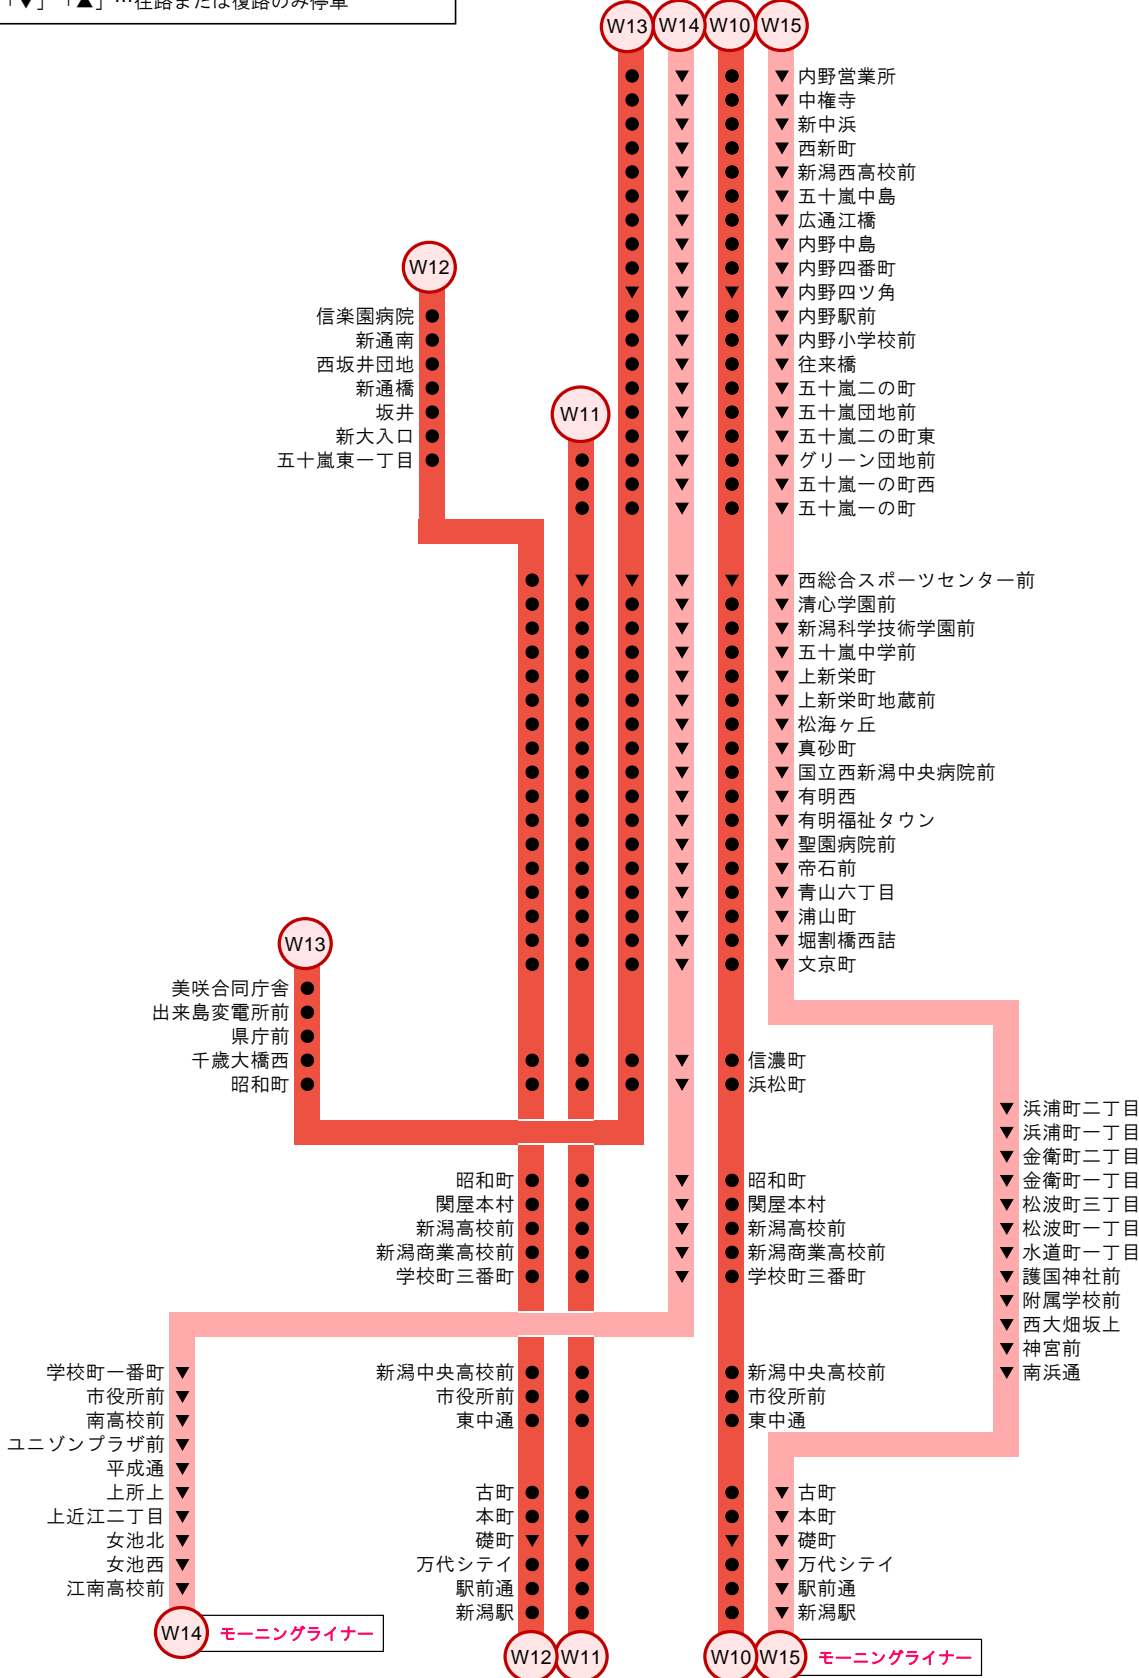 「▼」「▲」…往路または復路のみ停車
W13
W14
W10
W15
内野営業所
中権寺
新中浜
西新町
新潟西高校前
五十嵐中島
広通江橋
内野中島
内野四番町
内野四ツ角
内野駅前
内野小学校前
往来橋
五十嵐二の町
五十嵐団地前
五十嵐二の町東
グリーン団地前
五十嵐一の町西
五十嵐一の町
W12
信楽園病院
新通南
西坂井団地
新通橋
坂井
新大入口
五十嵐東一丁目
W11
西総合スポーツセンター前
清心学園前
新潟科学技術学園前
五十嵐中学前
上新栄町
上新栄町地蔵前
松海ヶ丘
真砂町
国立西新潟中央病院前
有明西
有明福祉タウン
聖園病院前
帝石前
青山六丁目
浦山町
堀割橋西詰
文京町
W13
美咲合同庁舎
出来島変電所前
県庁前
千歳大橋西
昭和町
信濃町
浜松町
浜浦町二丁目
浜浦町一丁目
金衛町二丁目
金衛町一丁目
松波町三丁目
松波町一丁目
水道町一丁目
護国神社前
附属学校前
西大畑坂上
神宮前
南浜通
昭和町
関屋本村
新潟高校前
新潟商業高校前
学校町三番町
昭和町
関屋本村
新潟高校前
新潟商業高校前
学校町三番町
学校町一番町
市役所前
南高校前
ユニゾンプラザ前
平成通
上所上
上近江二丁目
女池北
女池西
江南高校前
W14
モーニングライナー
新潟中央高校前
市役所前
東中通
古町
本町
礎町
万代シテイ
駅前通
新潟駅
W12
W11
新潟中央高校前
市役所前
東中通
古町
本町
礎町
万代シテイ
駅前通
新潟駅
W10
W15
モーニングライナー